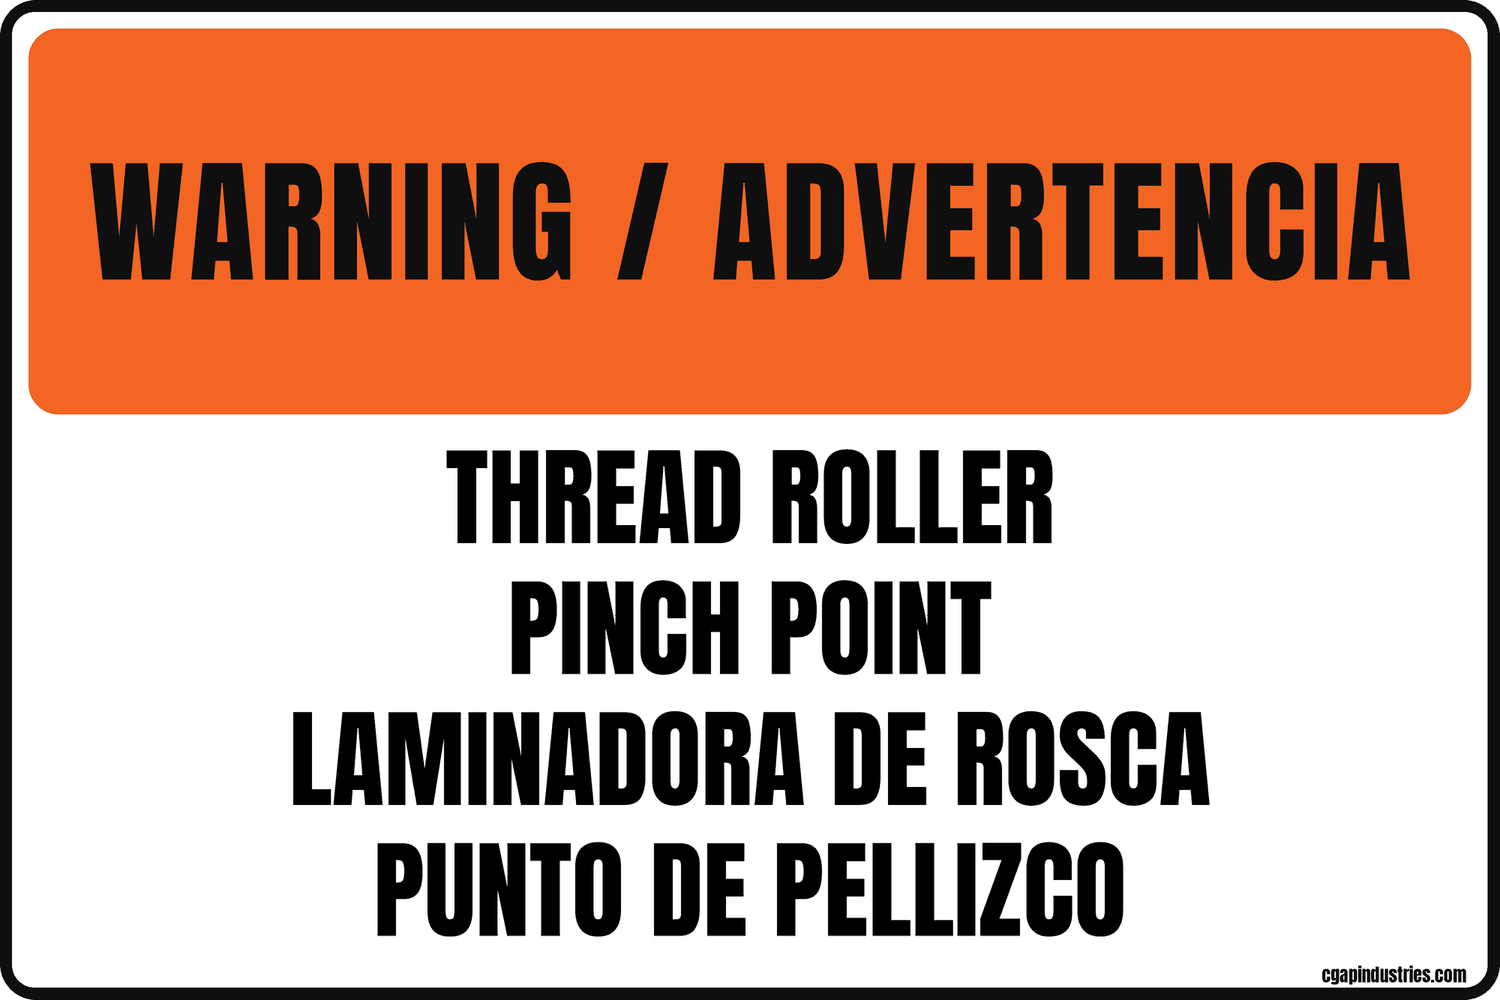 WARNING / ADVERTENCIA
THREAD ROLLER
PINCH POINT
LAMINADORA DE ROSCA
PUNTO DE PELLIZCO
cgapindustries.com